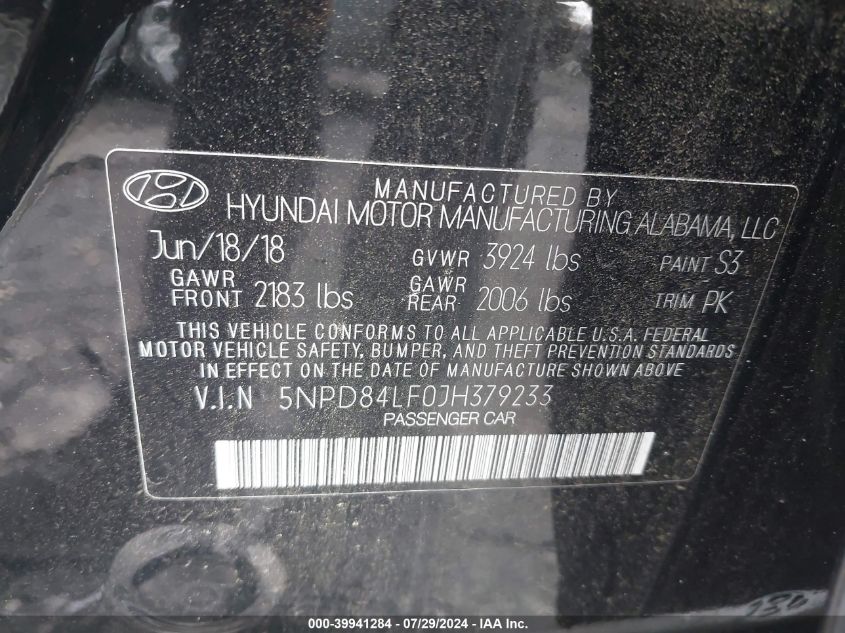 MANUFACTURED BY
HYUNDAI MOTOR MANUFACTURING ALABAMA, LLC
Jun/18/18 GVWR 3924 lbs PAINT S3
GAWR FRONT 2183 lbs GAWR REAR 2006 lbs TRIM PK
THIS VEHICLE CONFORMS TO ALL APPLICABLE U.S.A. FEDERAL
MOTOR VEHICLE SAFETY, BUMPER, AND THEFT PREVENTION STANDARDS
IN EFFECT ON THE DATE OF MANUFACTURE SHOWN ABOVE
V.I.N 5NPD84LF0JH379233
PASSENGER CAR
000-39941284 - 07/29/2024 - IAA Inc.